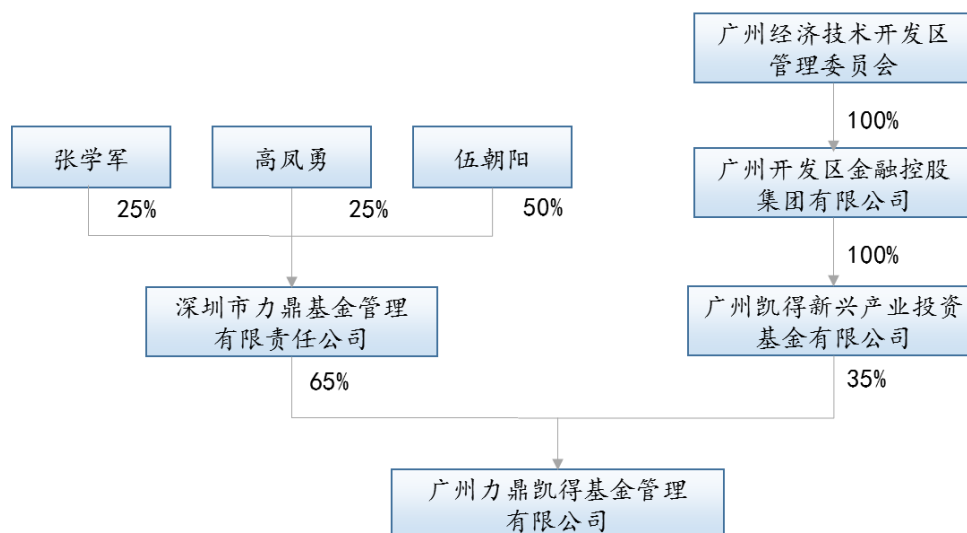 广州经济技术开发区
管理委员会
100%
张学军
高凤勇
伍朝阳
广州开发区金融控股
集团有限公司
25%
25%
50%
100%
深圳市力鼎基金管理
有限责任公司
广州凯得新兴产业投资
基金有限公司
65%
35%
广州力鼎凯得基金管理
有限公司